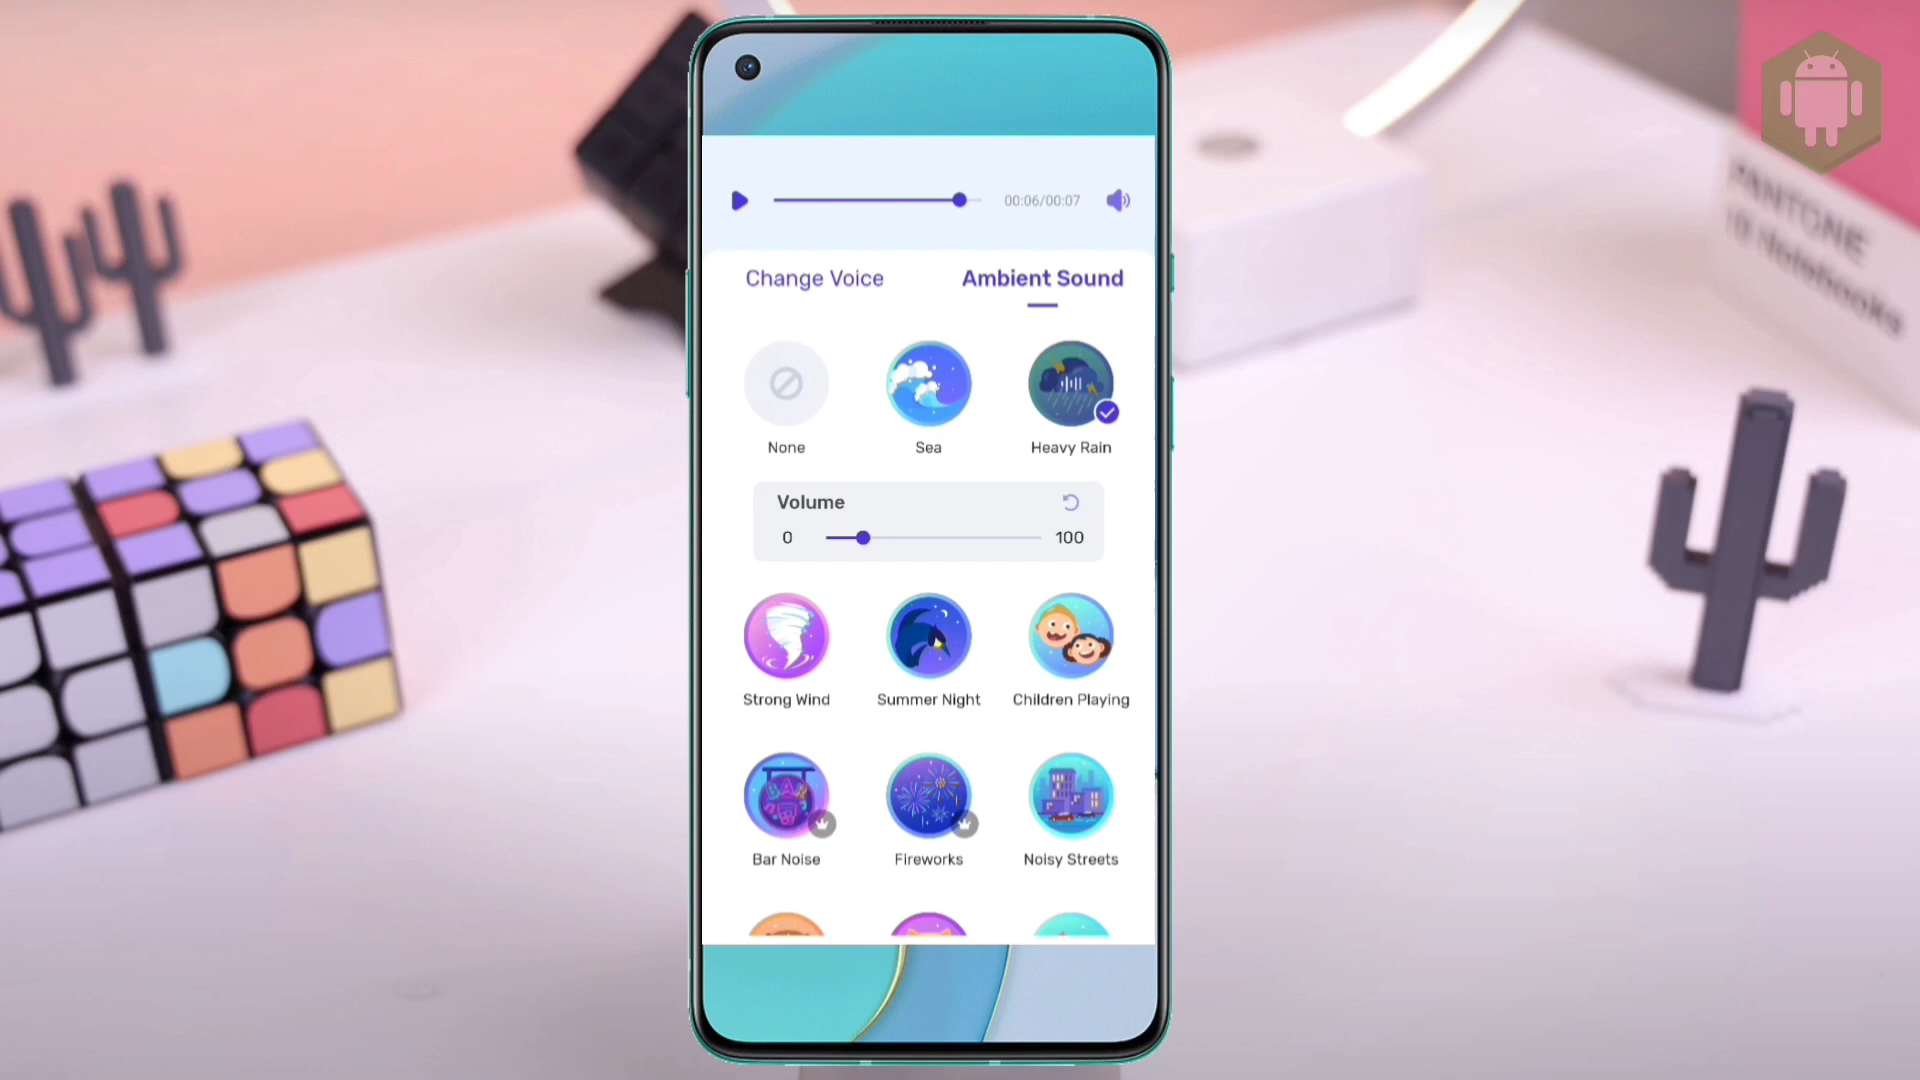 PANTONE
10 Notebooks
00:06/00:07
Change Voice
Ambient Sound
None
Sea
Heavy Rain
Volume
0
100
Strong Wind
Summer Night
Children Playing
BAR
Bar Noise
Fireworks
Noisy Streets